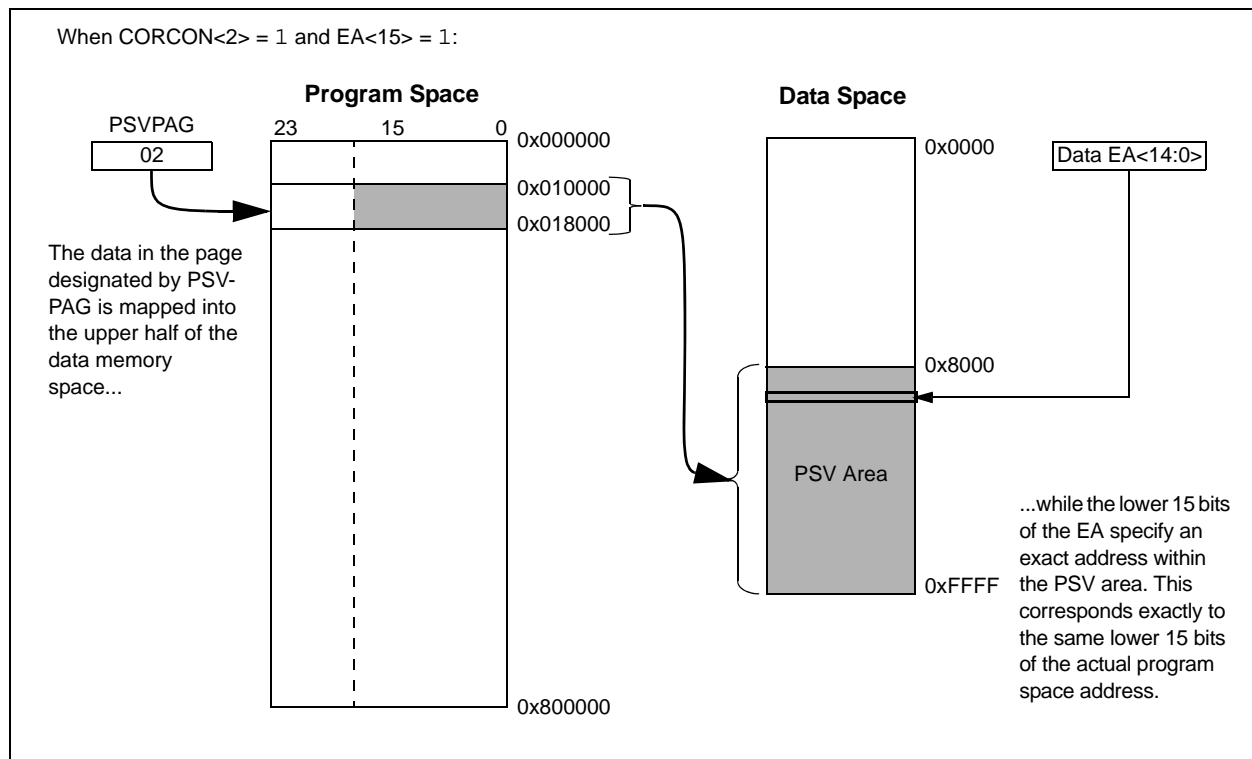 When CORCON<2> = 1 and EA<15> = 1:
Program Space
Data Space
PSVPAG
02
23 15 0
0x000000
0x010000
0x018000
0x800000
The data in the page
designated by PSV-
PAG is mapped into
the upper half of the
data memory
space...
0x0000
0x8000
0xFFFF
PSV Area
Data EA<14:0>
...while the lower 15 bits
of the EA specify an
exact address within
the PSV area. This
corresponds exactly to
the same lower 15 bits
of the actual program
space address.